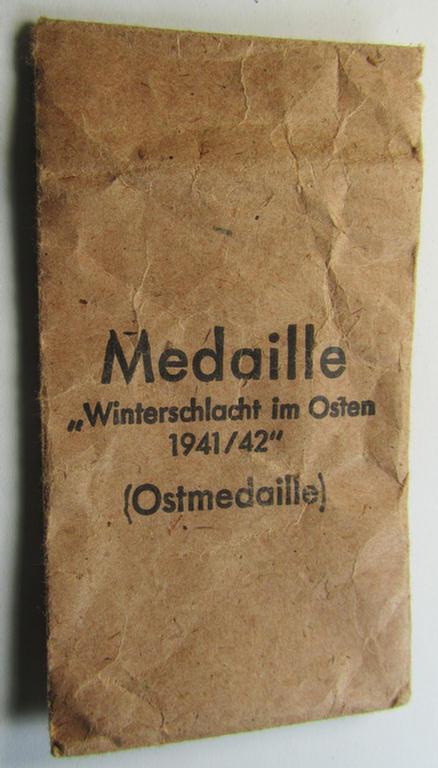 Medaille
„Winterschlacht im Osten
1941/42“
(Ostmedaille)